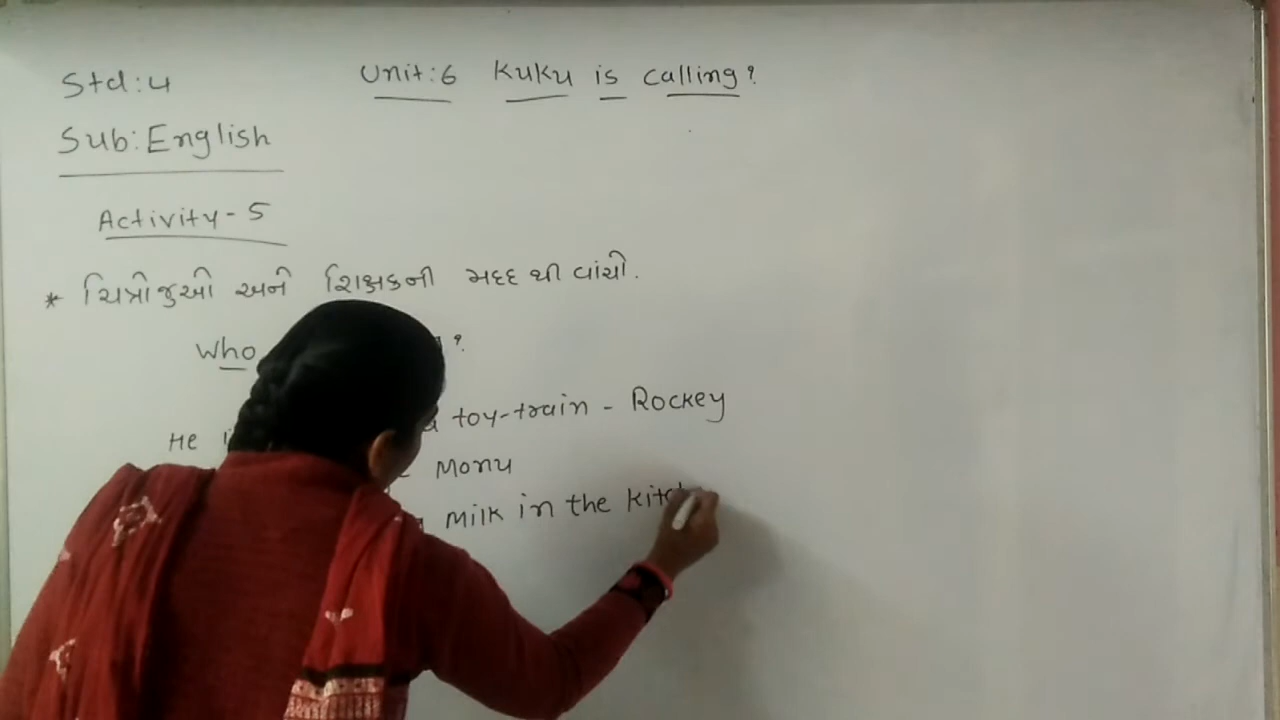 Std:4
Unit:6 Kuku is calling?
Sub:English
Activity-5
* ચિત્રો જુઓ અને શિક્ષકની મદદ થી વાંચો.
Who ?
toy-train - Rockey
He
Monu
Milk in the